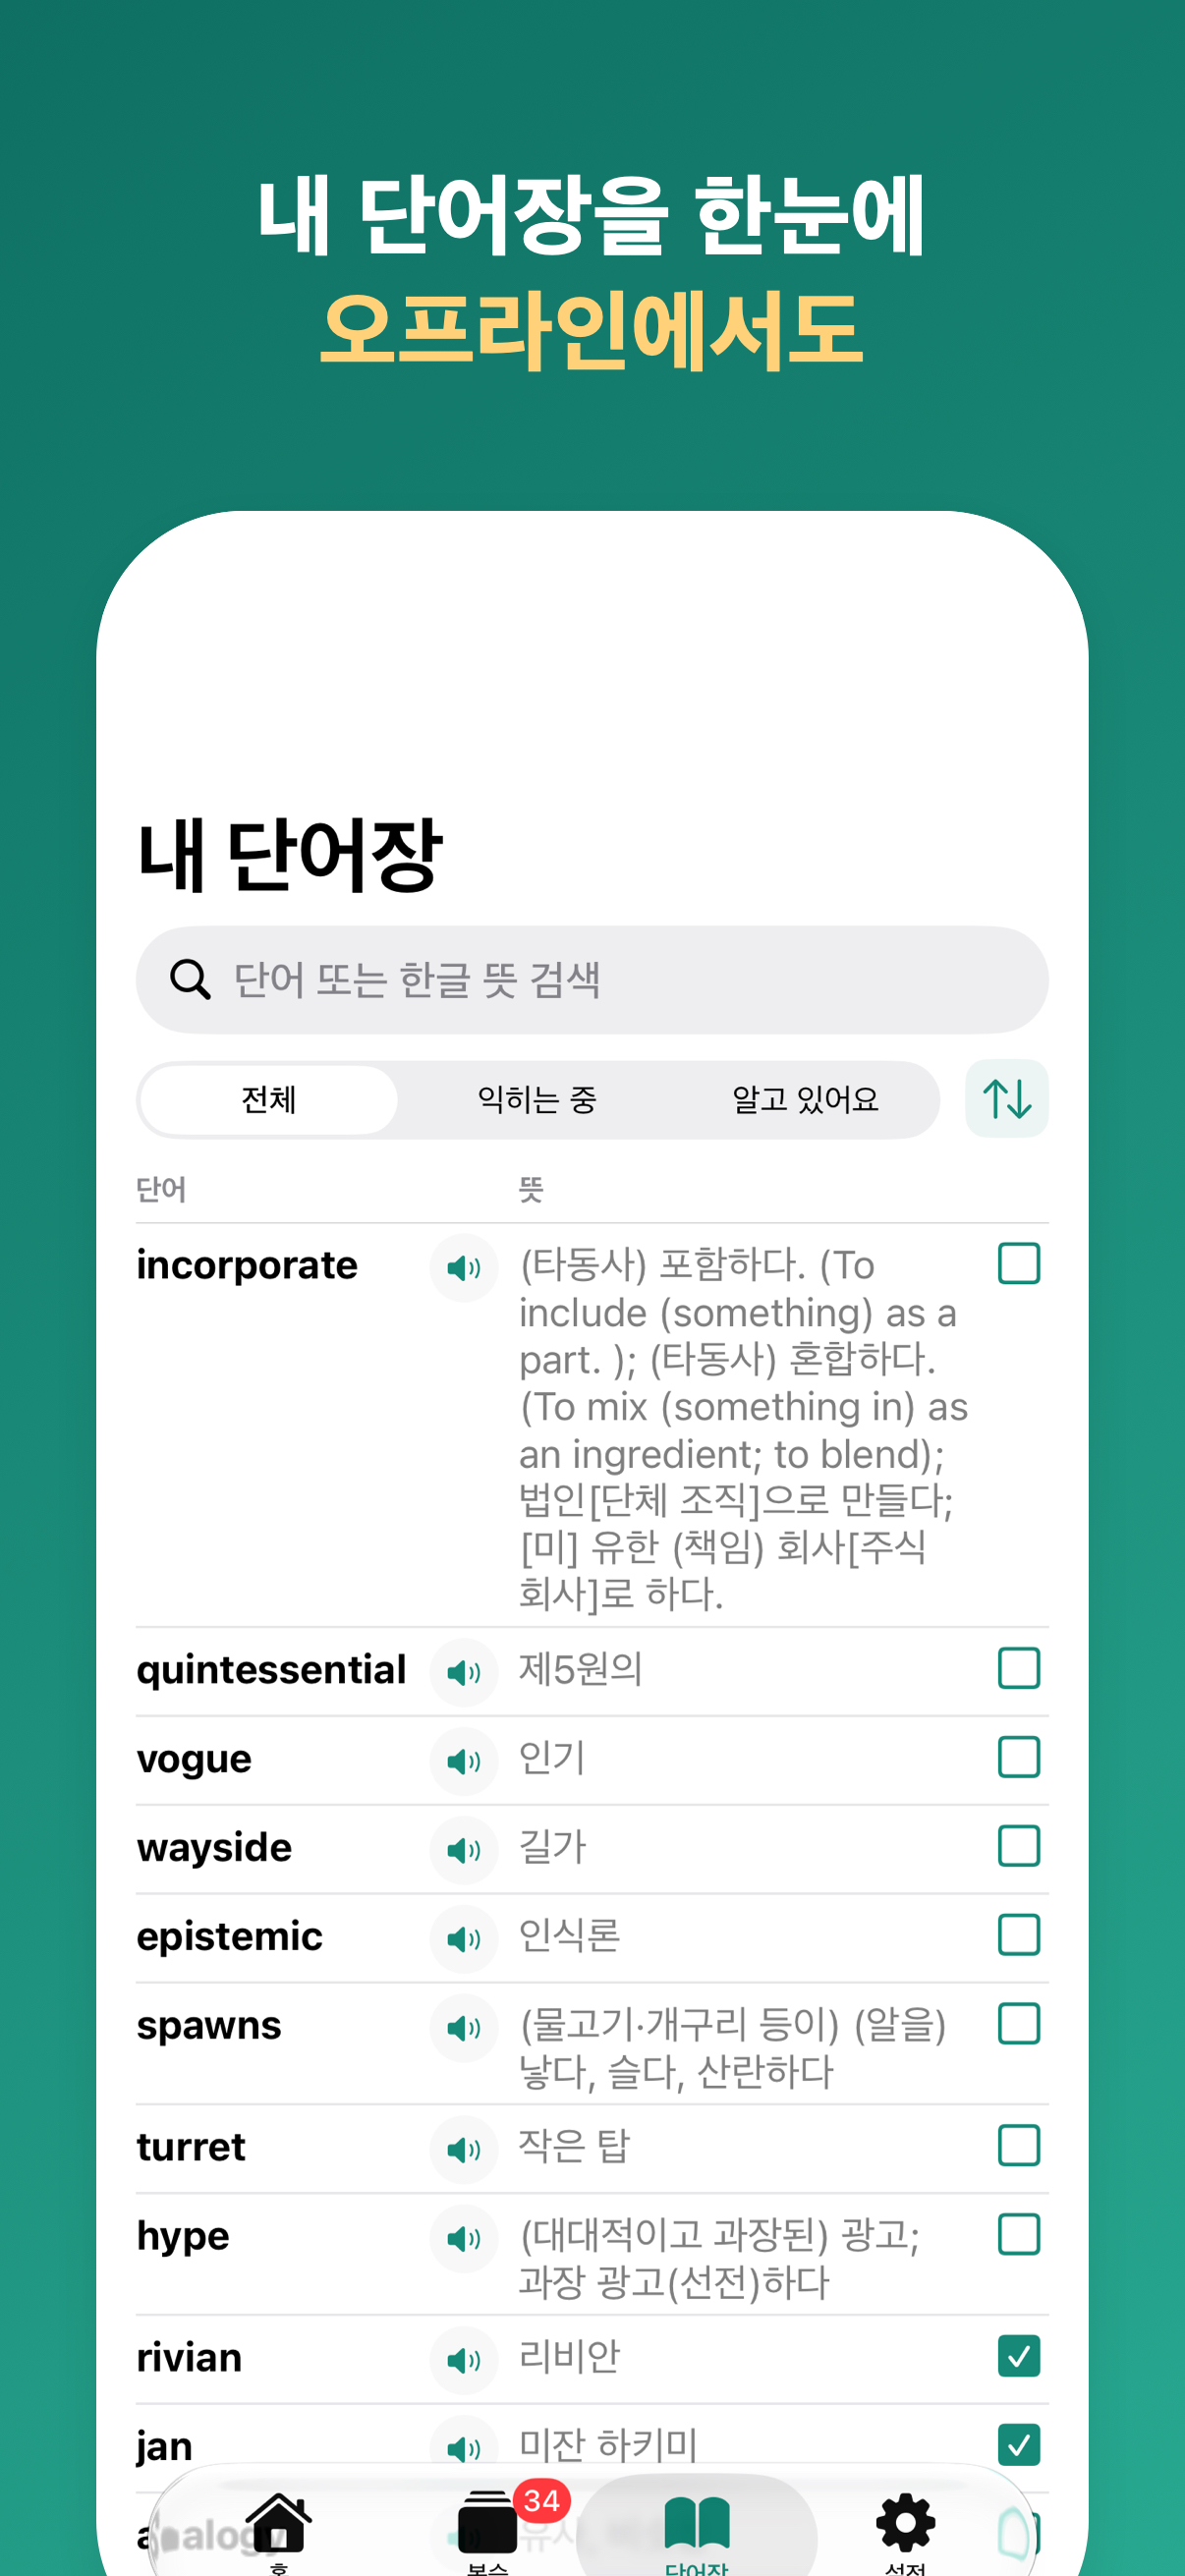 내 단어장을 한눈에
오프라인에서도
내 단어장
단어 또는 한글 뜻 검색
전체 익히는 중 알고 있어요
단어 뜻
incorporate (타동사) 포함하다. (To
include (something) as a
part. ); (타동사) 혼합하다.
(To mix (something in) as
an ingredient; to blend);
법인[단체 조직]으로 만들다;
[미] 유한 (책임) 회사[주식
회사]로 하다.
quintessential 제5원의
vogue 인기
wayside 길가
epistemic 인식론
spawns (물고기·개구리 등이) (알을)
낳다, 슬다, 산란하다
turret 작은 탑
hype (대대적이고 과장된) 광고;
과장 광고(선전)하다
rivian 리비안
jan 미잔 하키미
34
홈 복습 단어장 설정